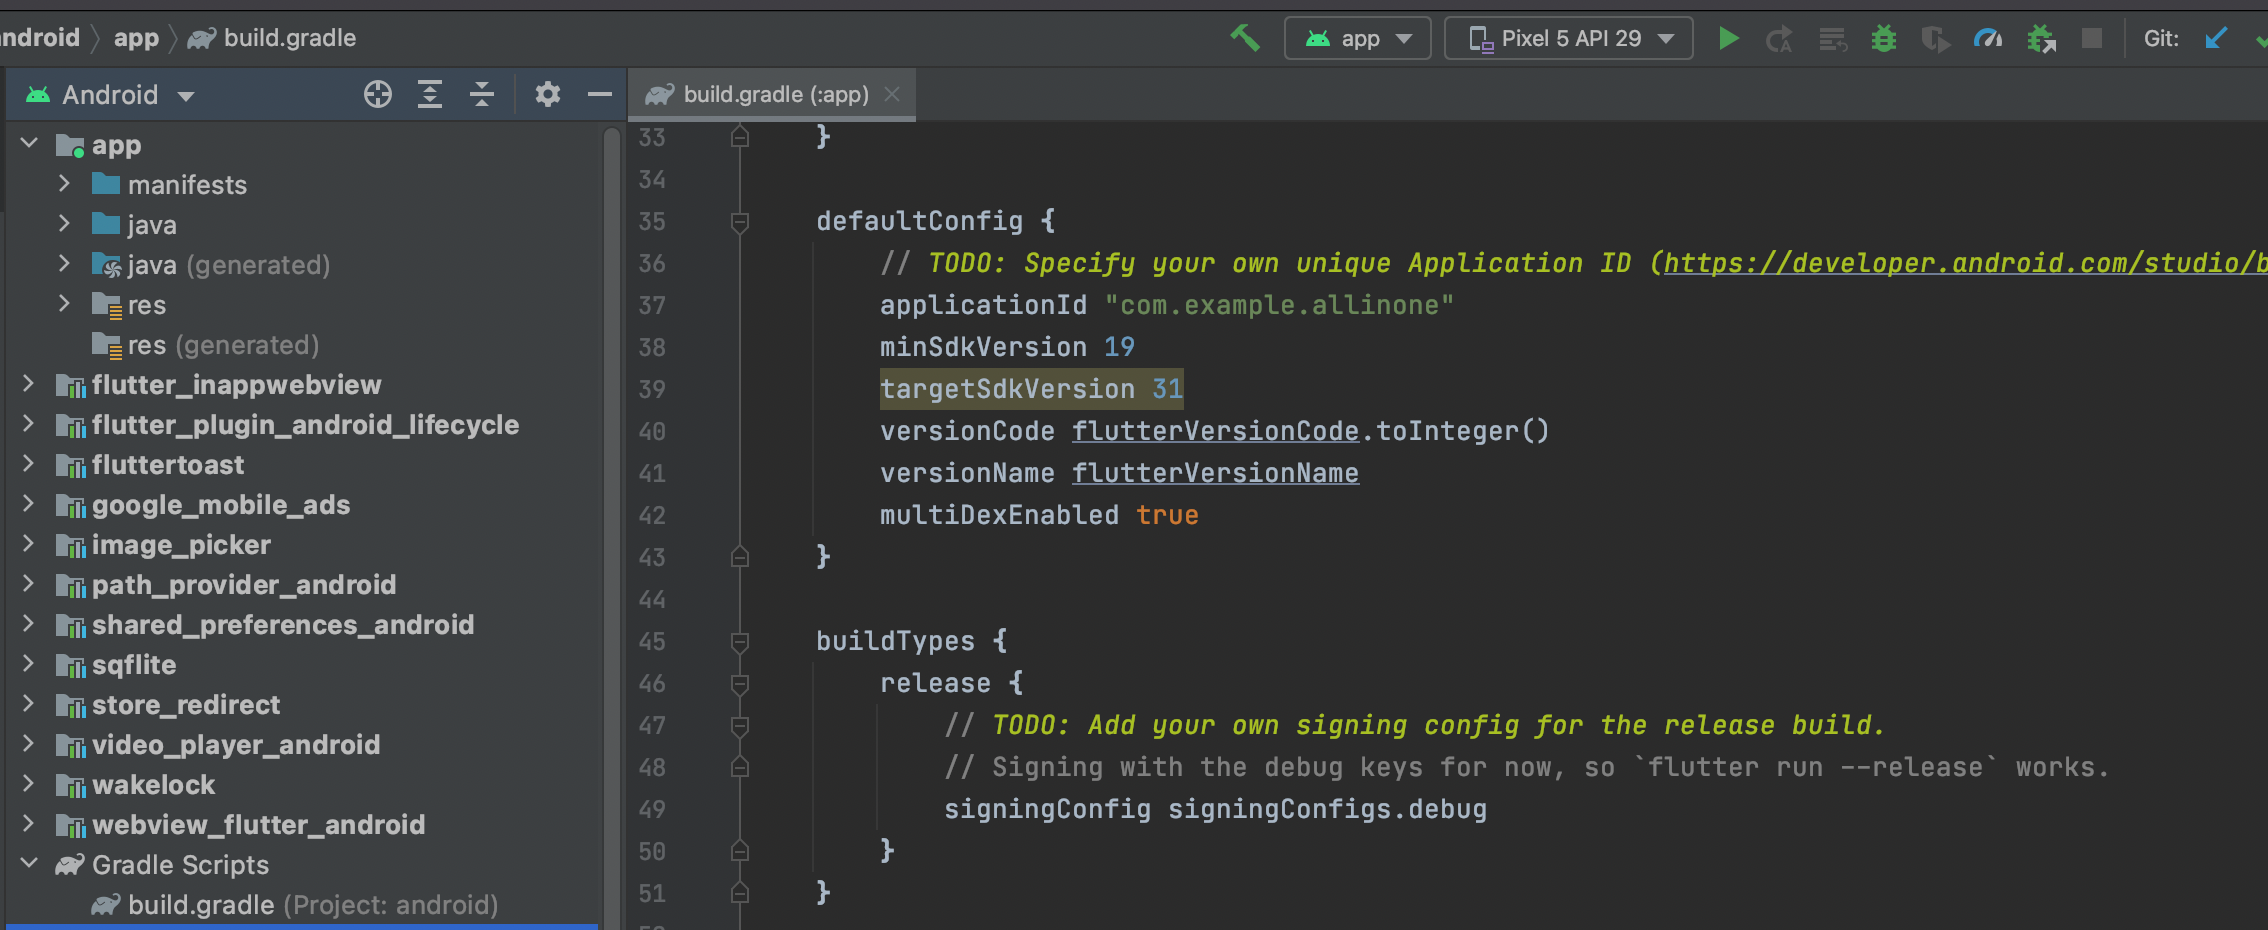 android app build.gradle app Pixel 5 API 29 Git:
Android
build.gradle (:app)
app
manifests
java
java (generated)
res
res (generated)
flutter_inappwebview
flutter_plugin_android_lifecycle
fluttertoast
google_mobile_ads
image_picker
path_provider_android
shared_preferences_android
sqflite
store_redirect
video_player_android
wakelock
webview_flutter_android
Gradle Scripts
build.gradle (Project: android)
33 }
34
35 defaultConfig {
36 // TODO: Specify your own unique Application ID (https://developer.android.com/studio/b
37 applicationId "com.example.allinone"
38 minSdkVersion 19
39 targetSdkVersion 31
40 versionCode flutterVersionCode.toInteger()
41 versionName flutterVersionName
42 multiDexEnabled true
43 }
44
45 buildTypes {
46 release {
47 // TODO: Add your own signing config for the release build.
48 // Signing with the debug keys for now, so `flutter run --release` works.
49 signingConfig signingConfigs.debug
50 }
51 }